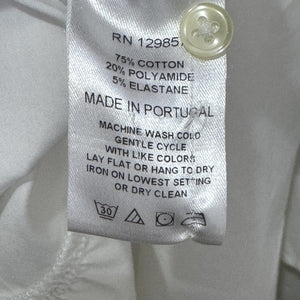 RN 12985
75% COTTON
20% POLYAMIDE
5% ELASTANE
MADE IN PORTUGAL
MACHINE WASH COLD
GENTLE CYCLE
WITH LIKE COLORS
LAY FLAT OR HANG TO DRY
IRON ON LOWEST SETTING
OR DRY CLEAN
30